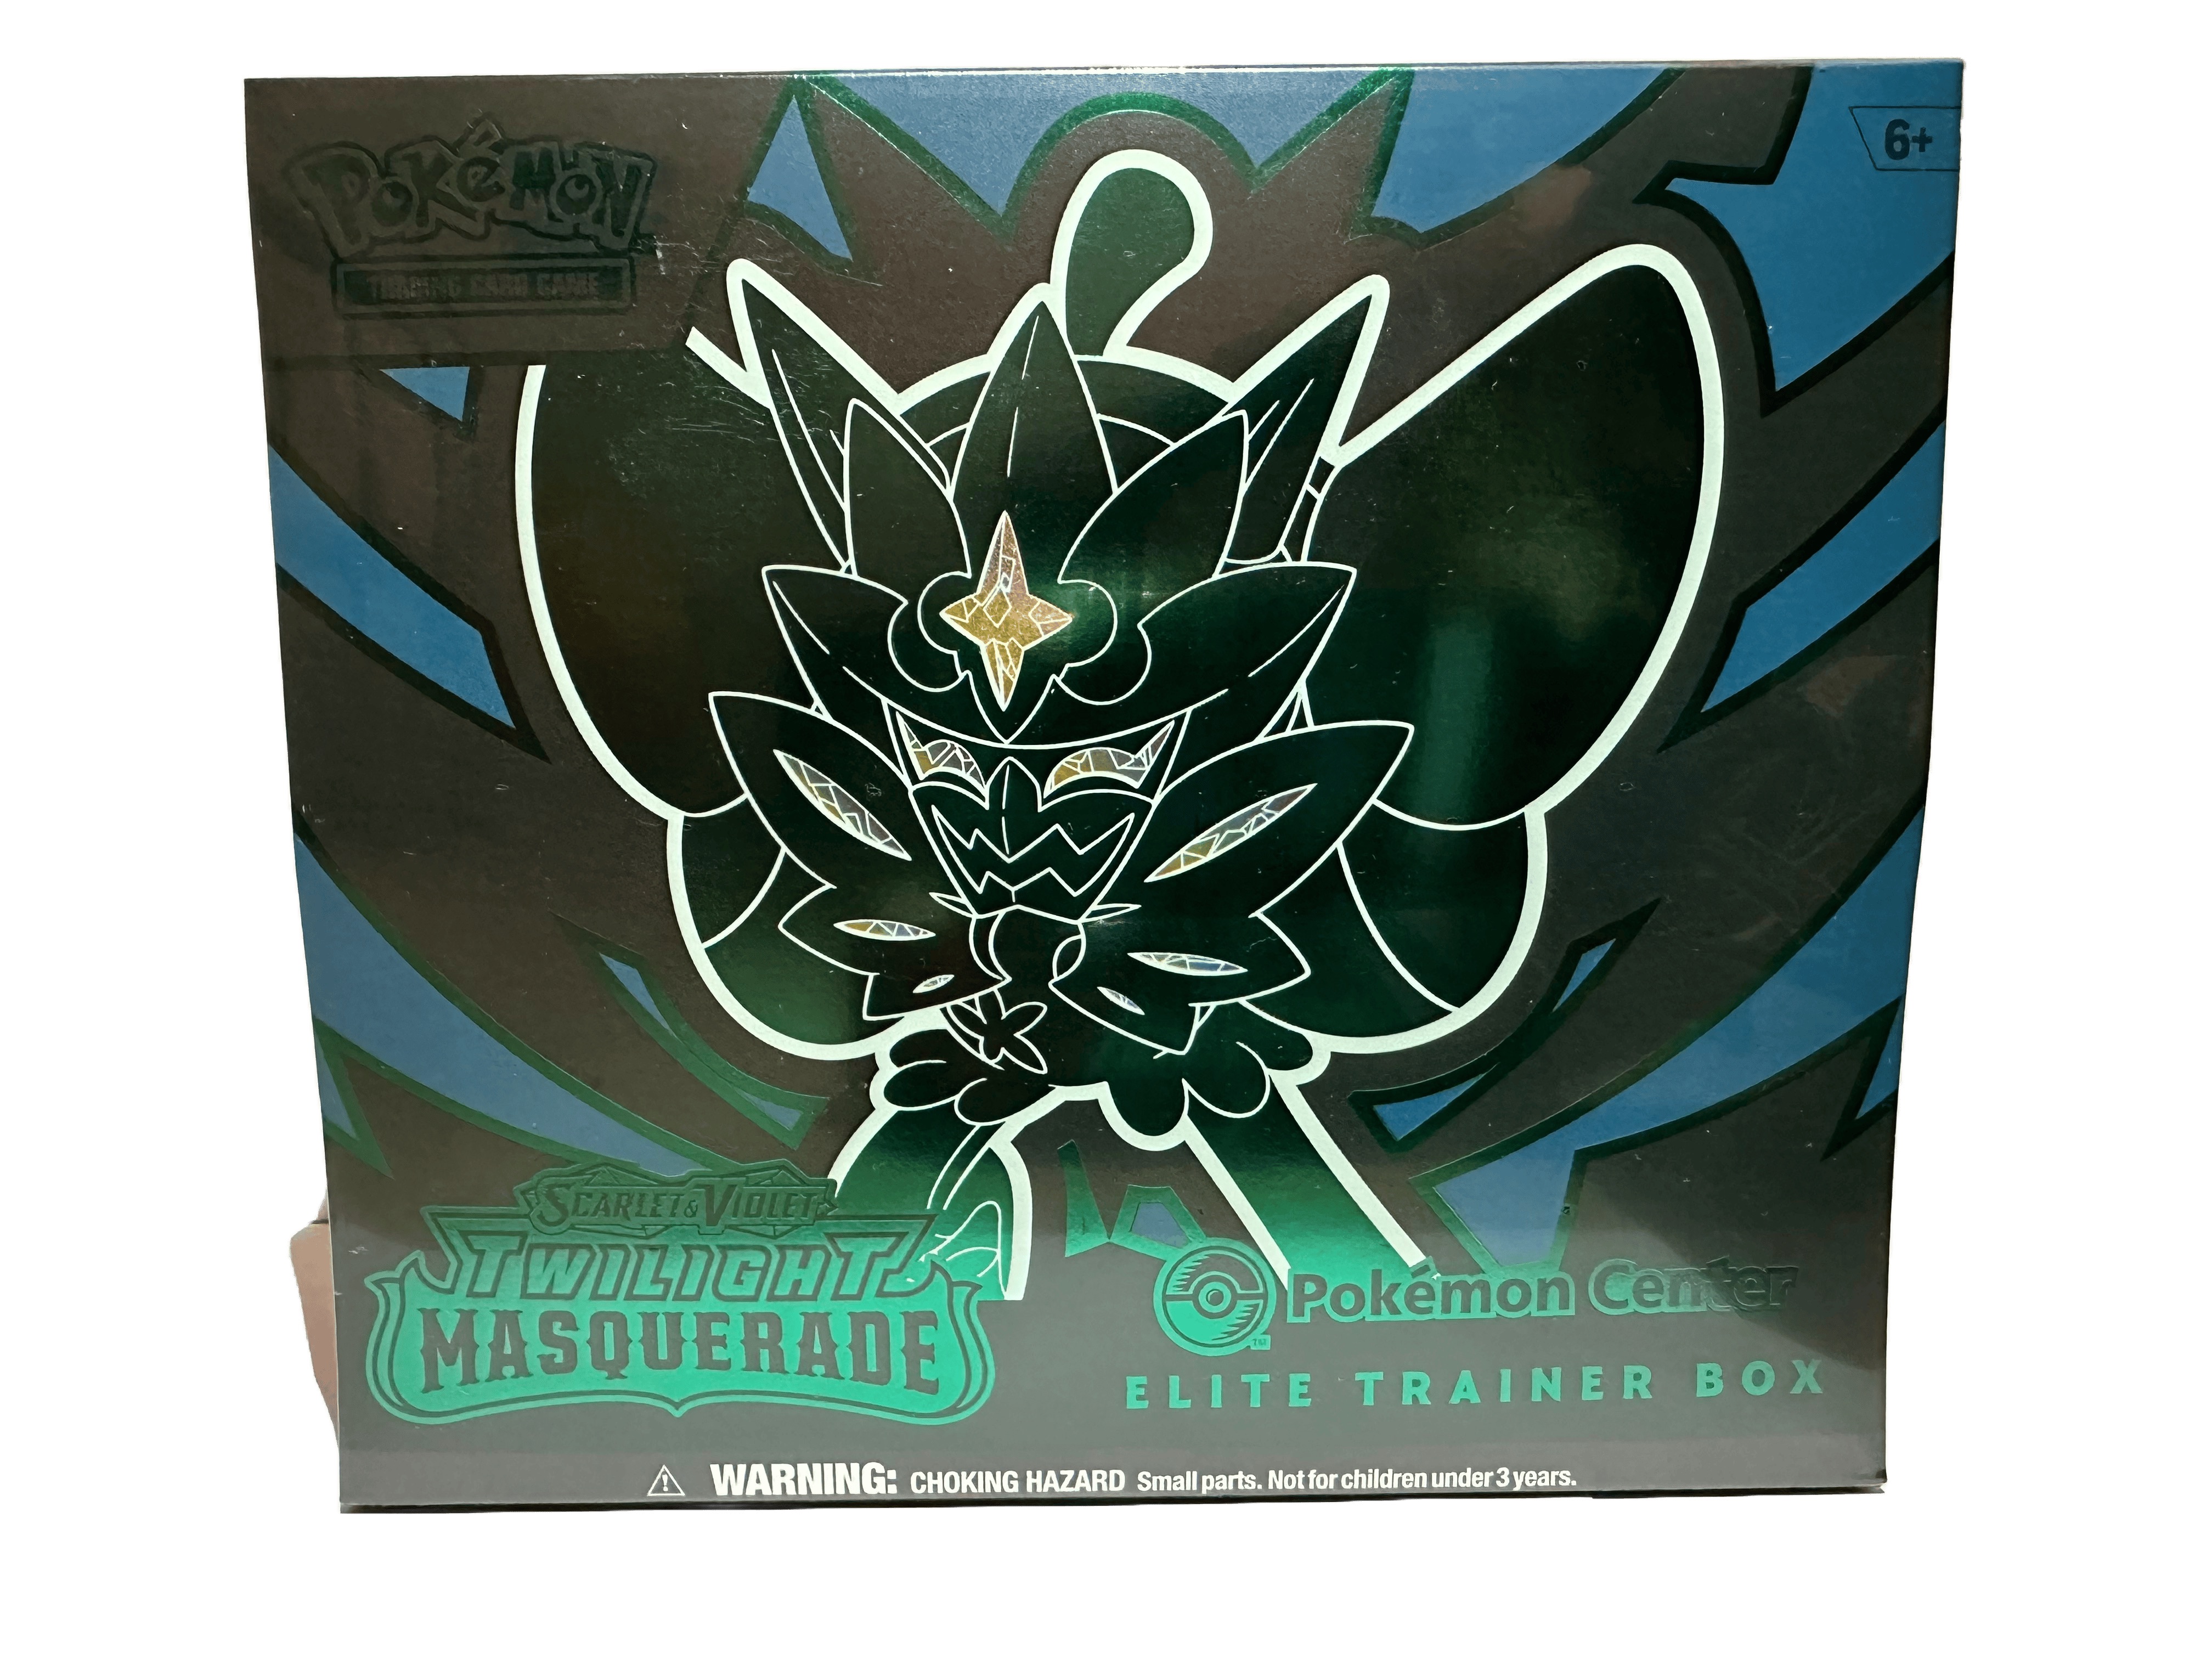 6+
POKéMON
TRADING CARD GAME
SCARLET & VIOLET
TWILIGHT
MASQUERADE
Pokémon Center
TM
ELITE TRAINER BOX
WARNING: CHOKING HAZARD Small parts. Not for children under 3 years.